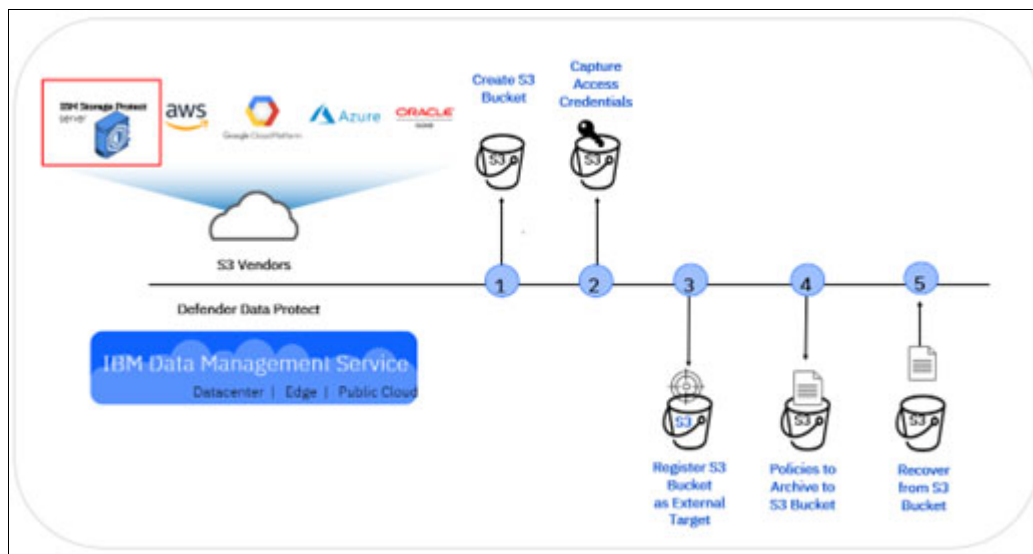 IBM Storage Protect
server
aws
Google Cloud Platform
Azure
ORACLE
S3 Vendors
Create S3
Bucket
S3
Capture
Access
Credentials
S3
1
2
3
4
5
Defender Data Protect
IBM Data Management Service
Datacenter | Edge | Public Cloud
S3
Register S3
Bucket
as External
Target
S3
Policies to
Archive to
S3 Bucket
S3
Recover
from S3
Bucket